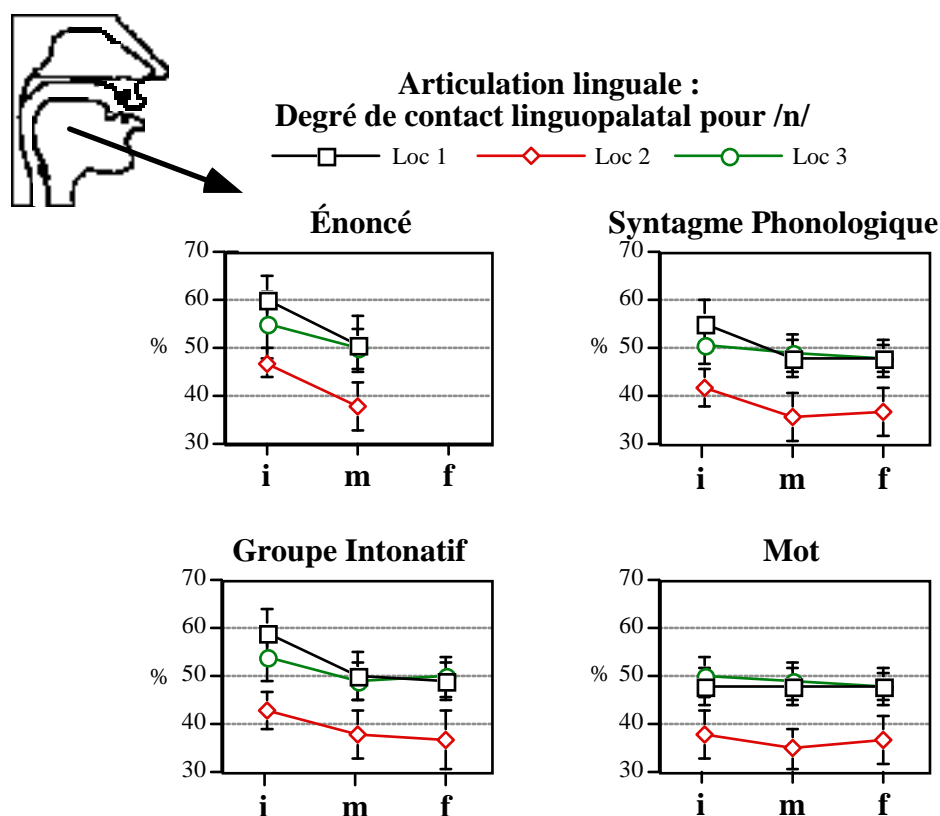 Articulation linguale :
Degré de contact linguopalatal pour /n/
Loc 1 Loc 2 Loc 3
Énoncé
70
60
%
50
40
30
i m f
Syntagme Phonologique
70
60
%
50
40
30
i m f
Groupe Intonatif
70
60
%
50
40
30
i m f
Mot
70
60
%
50
40
30
i m f